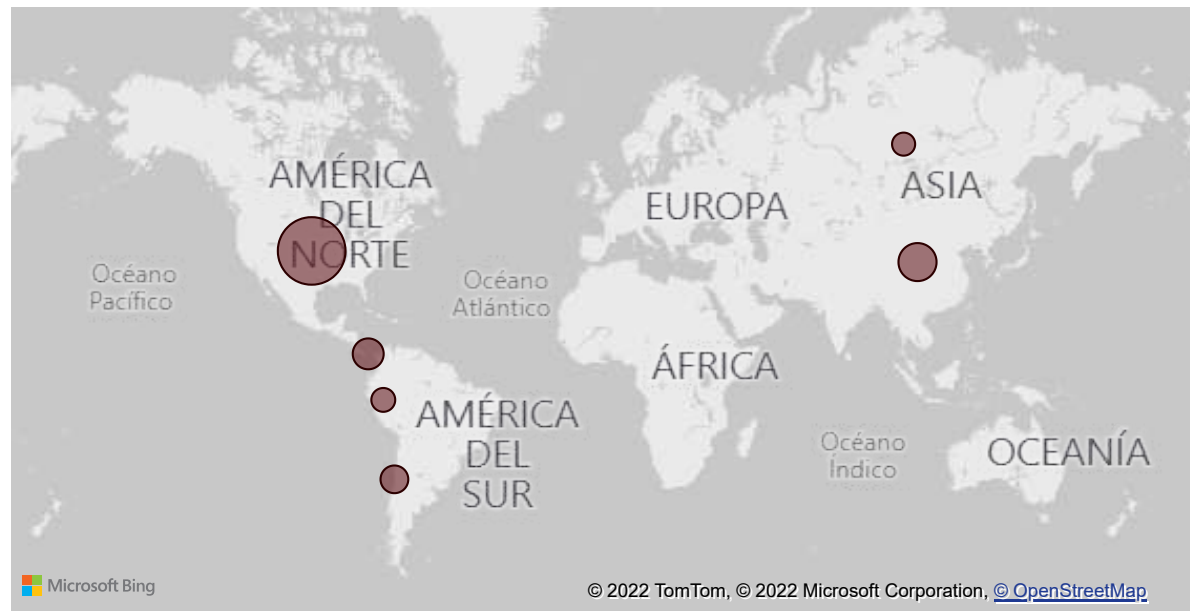 AMÉRICA
DEL
NORTE
EUROPA
ASIA
Océano
Pacífico
Océano
Atlántico
ÁFRICA
AMÉRICA
DEL
SUR
Océano
Índico
OCEANÍA
Microsoft Bing
© 2022 TomTom, © 2022 Microsoft Corporation, © OpenStreetMap